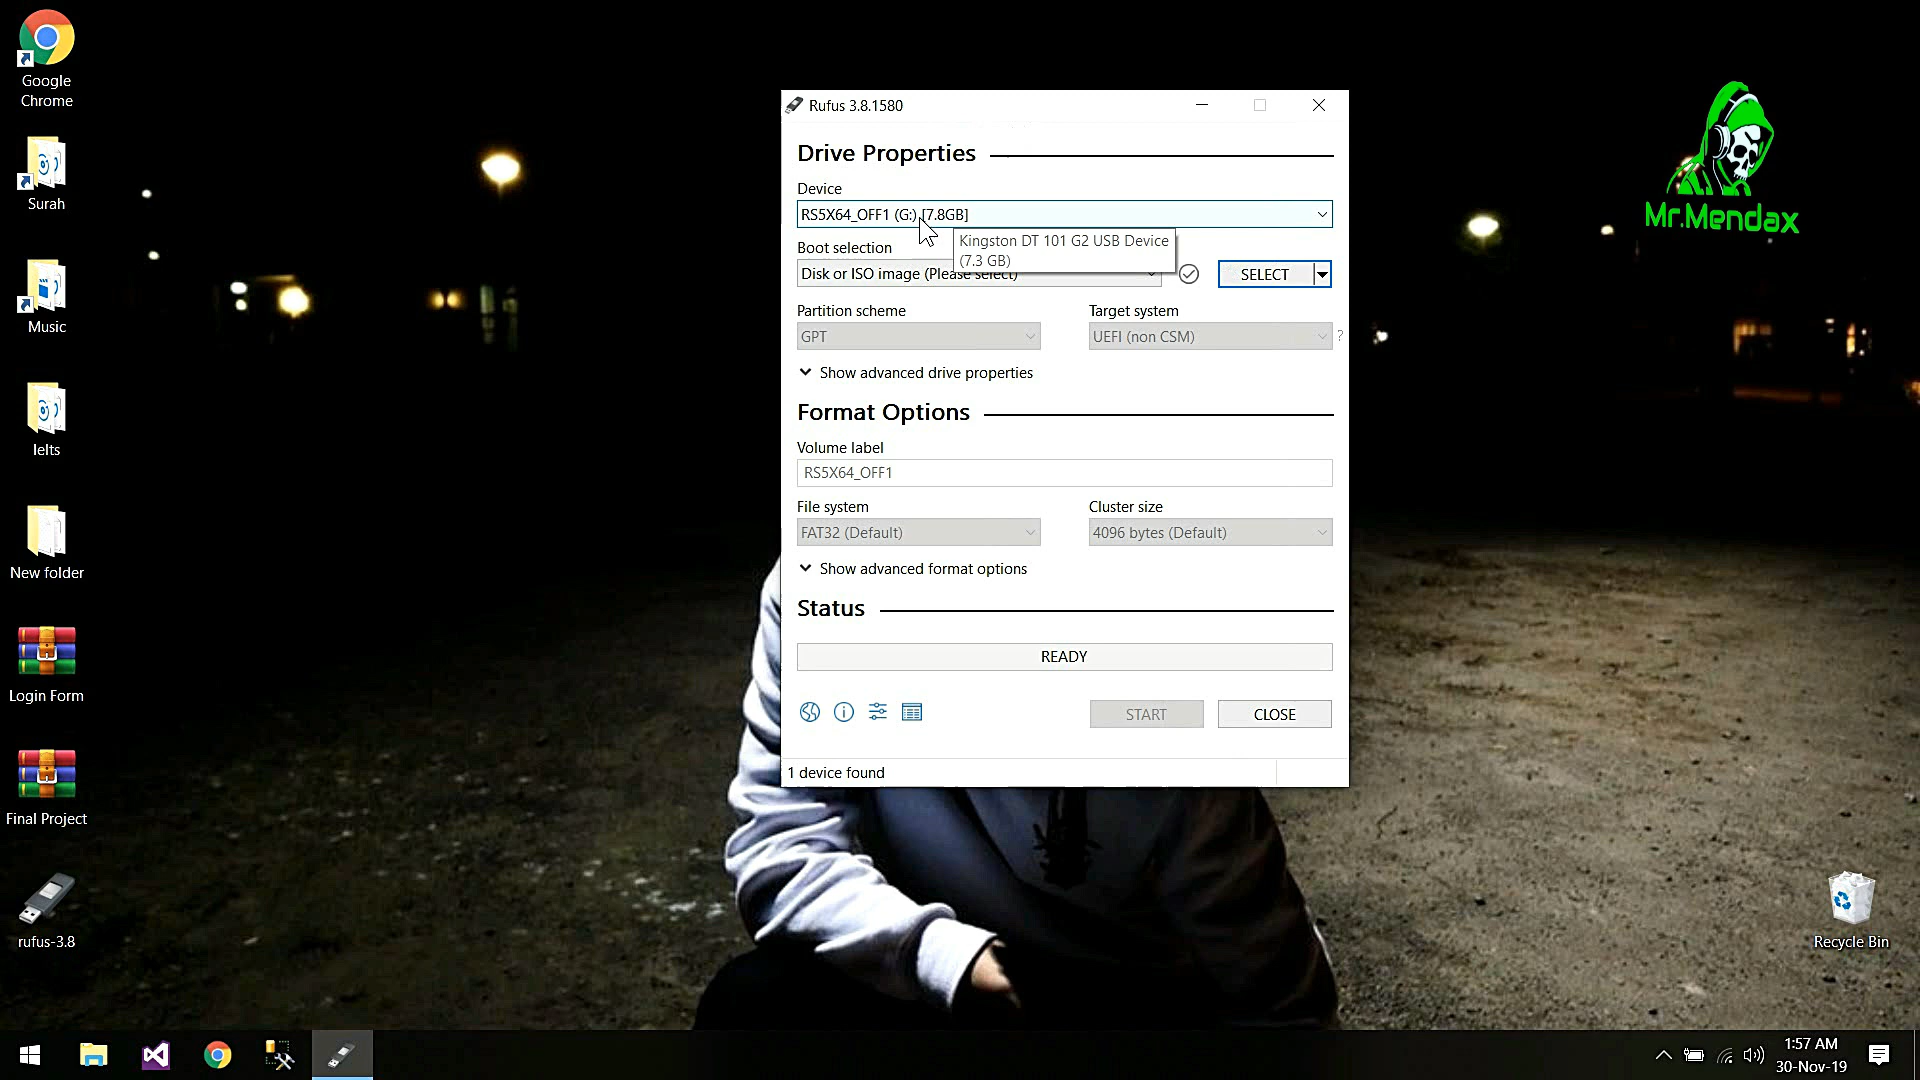 Google
Chrome
Surah
Music
Ielts
New folder
Login Form
Final Project
rufus-3.8
Rufus 3.8.1580
Drive Properties
Device
RS5X64_OFF1 (G:) [7.8GB]
Kingston DT 101 G2 USB Device
(7.3 GB)
Boot selection
Disk or ISO image (Please select)
SELECT
Partition scheme
Target system
GPT
UEFI (non CSM)
?
Show advanced drive properties
Format Options
Volume label
RS5X64_OFF1
File system
Cluster size
FAT32 (Default)
4096 bytes (Default)
Show advanced format options
Status
READY
START
CLOSE
1 device found
Mr.Mendax
Recycle Bin
1:57 AM
30-Nov-19